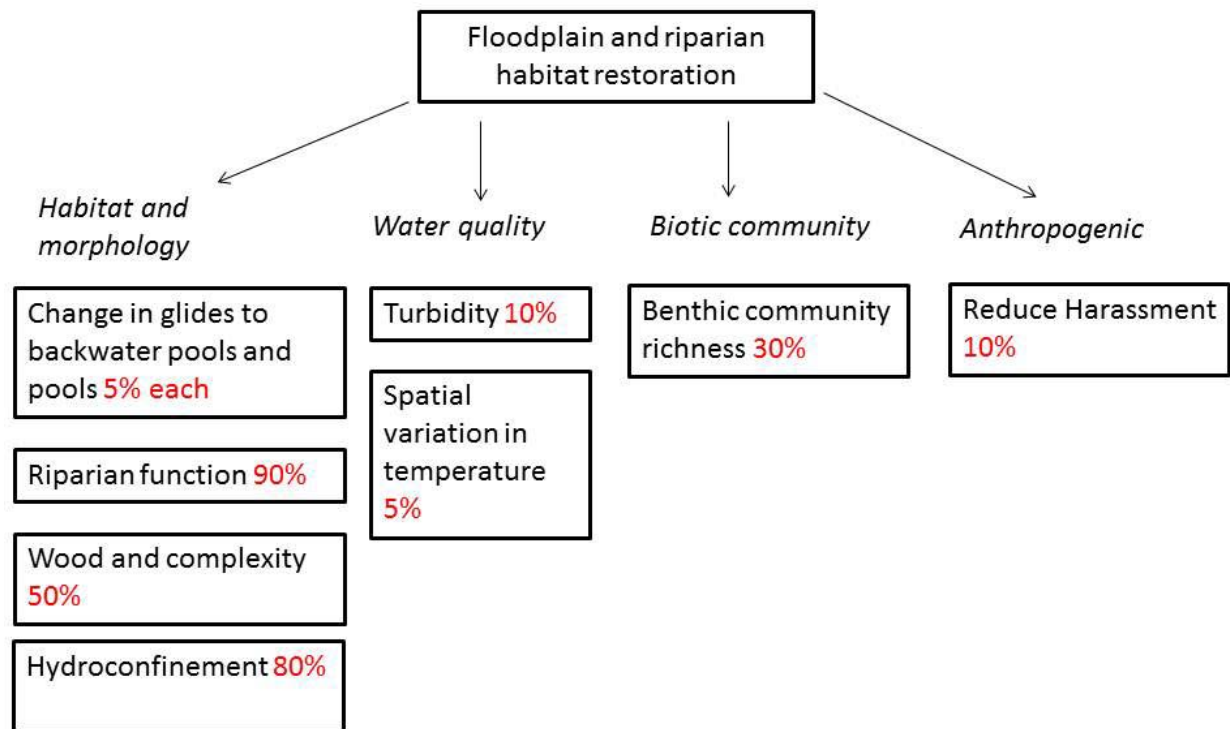 Floodplain and riparian
habitat restoration
Habitat and
morphology
Change in glides to
backwater pools and
pools 5% each
Riparian function 90%
Wood and complexity
50%
Hydroconfinement 80%
Water quality
Turbidity 10%
Spatial
variation in
temperature
5%
Biotic community
Benthic community
richness 30%
Anthropogenic
Reduce Harassment
10%